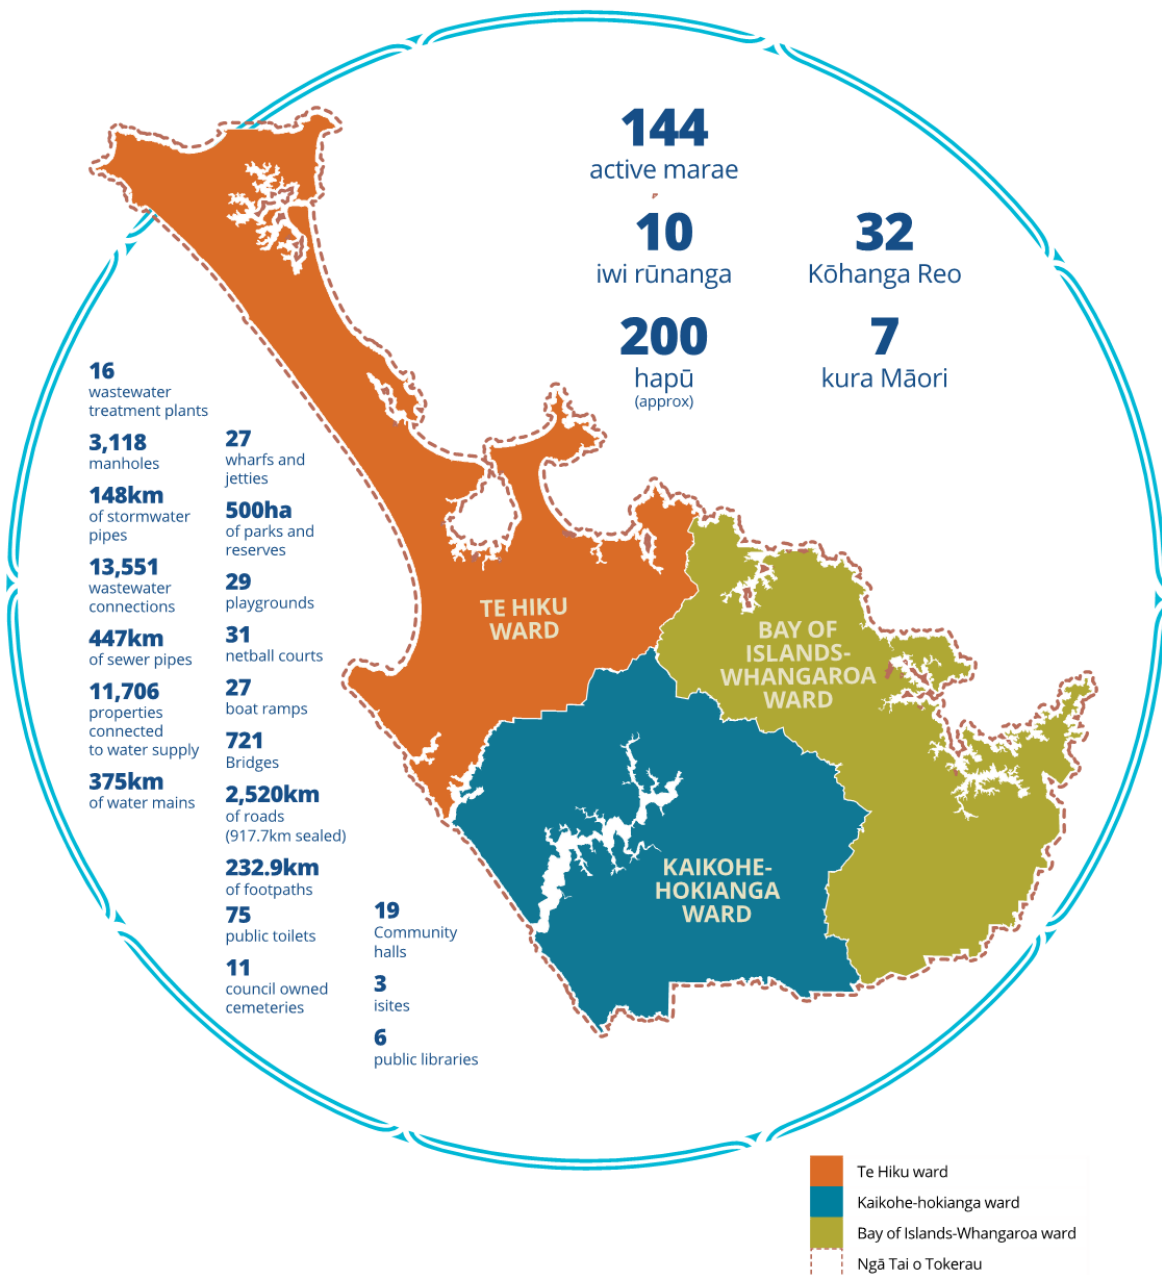 144
active marae
10
iwi rūnanga
32
Kōhanga Reo
200
hapū
(approx)
7
kura Māori
16
wastewater
treatment plants
3,118
manholes
148km
of stormwater
pipes
13,551
wastewater
connections
447km
of sewer pipes
11,706
properties
connected
to water supply
375km
of water mains
27
wharfs and
jetties
500ha
of parks and
reserves
29
playgrounds
31
netball courts
27
boat ramps
721
Bridges
2,520km
of roads
(917.7km sealed)
232.9km
of footpaths
75
public toilets
11
council owned
cemeteries
19
Community
halls
3
isites
6
public libraries
TE HIKU
WARD
BAY OF
ISLANDS-
WHANGAROA
WARD
KAIKOHE-
HOKIANGA
WARD
Te Hiku ward
Kaikohe-hokianga ward
Bay of Islands-Whangaroa ward
Ngā Tai o Tokerau